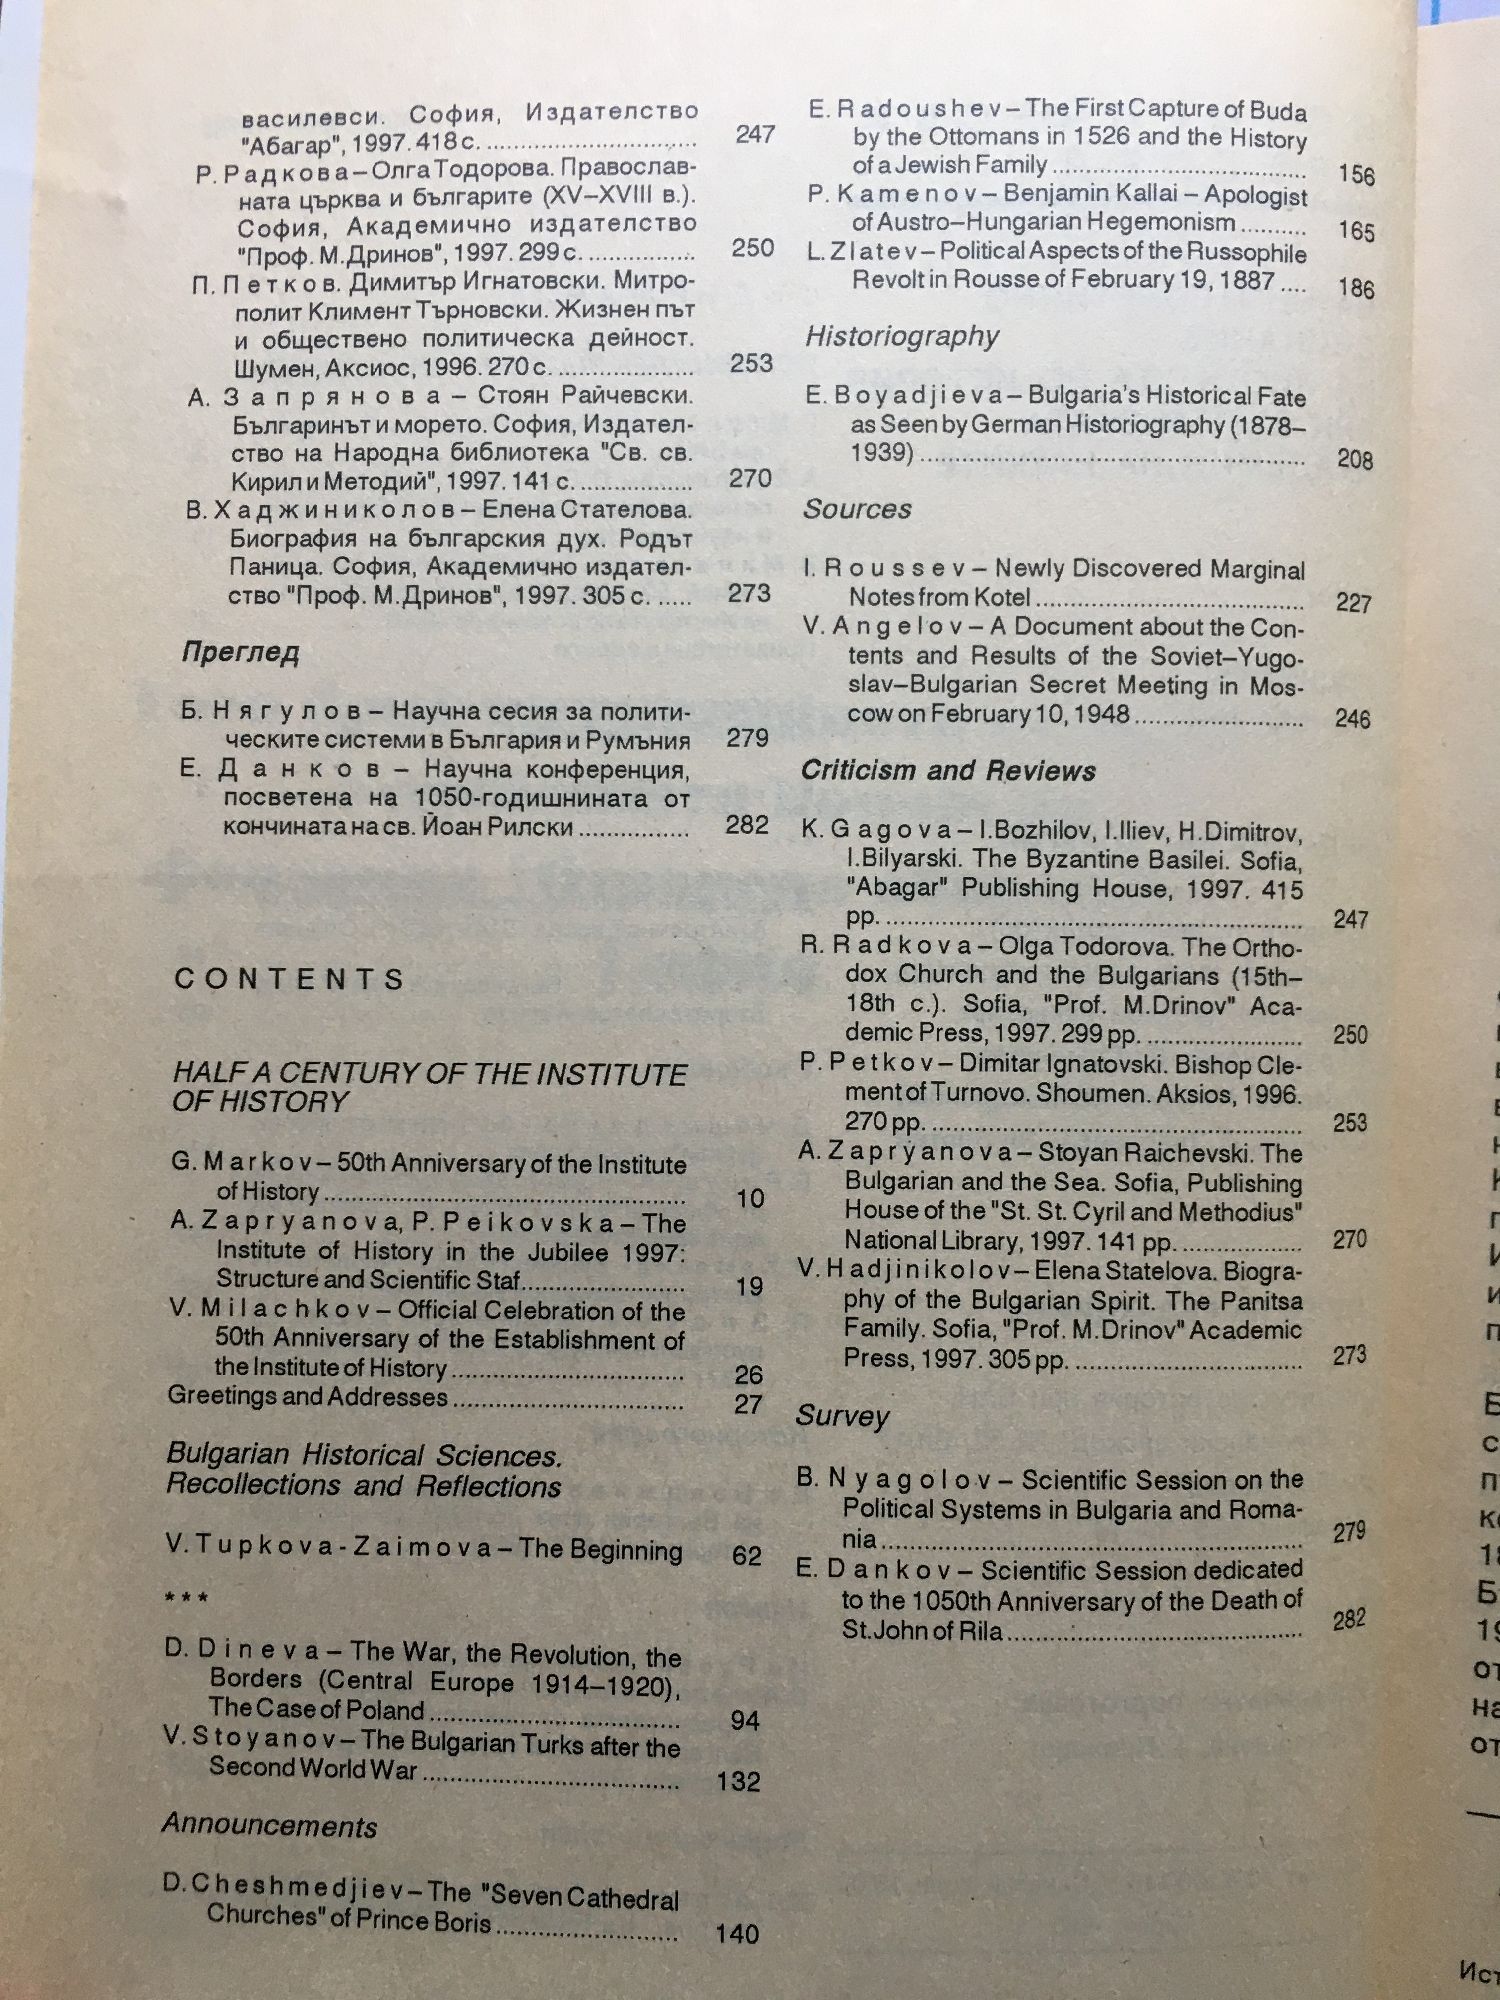 василевси. София, Издателство
"Абагар", 1997. 418 с. .............................. 247
Р. Радкова – Олга Тодорова. Православ-
ната църква и българите (XV–XVIII в.).
София, Академично издателство
"Проф. М.Дринов", 1997. 299 с. ................ 250
П. Петков. Димитър Игнатовски. Митро-
полит Климент Търновски. Жизнен път
и обществено политическа дейност.
Шумен, Аксиос, 1996. 270 с. .................... 253
А. Запрянова – Стоян Райчевски.
Българинът и морето. София, Издател-
ство на Народна библиотека "Св. св.
Кирил и Методий", 1997. 141 с. ................ 270
В. Хаджиниколов – Елена Стателова.
Биография на българския дух. Родът
Паница. София, Академично издател-
ство "Проф. М.Дринов", 1997. 305 с. ...... 273
Преглед
Б. Нягулов – Научна сесия за полити-
ческите системи в България и Румъния 279
Е. Данков – Научна конференция,
посветена на 1050-годишнината от
кончината на св. Йоан Рилски ................ 282
CONTENTS
HALF A CENTURY OF THE INSTITUTE
OF HISTORY
G. Markov – 50th Anniversary of the Institute
of History .................................................... 10
A. Zapryanova, P. Peikovska – The
Institute of History in the Jubilee 1997:
Structure and Scientific Staf........................ 19
V. Milachkov – Official Celebration of the
50th Anniversary of the Establishment of
the Institute of History .................................. 26
Greetings and Addresses .................................. 27
Bulgarian Historical Sciences.
Recollections and Reflections
V. Tupkova-Zaimova – The Beginning 62
* * *
D. Dineva – The War, the Revolution, the
Borders (Central Europe 1914–1920),
The Case of Poland .................................... 94
V. Stoyanov – The Bulgarian Turks after the
Second World War ...................................... 132
Announcements
D. Cheshmedjiev – The "Seven Cathedral
Churches" of Prince Boris ........................... 140
E. Radoushev – The First Capture of Buda
by the Ottomans in 1526 and the History
of a Jewish Family ...................................... 156
P. Kamenov – Benjamin Kallai – Apologist
of Austro–Hungarian Hegemonism .......... 165
L. Zlatev – Political Aspects of the Russophile
Revolt in Rousse of February 19, 1887 .... 186
Historiography
E. Boyadjieva – Bulgaria's Historical Fate
as Seen by German Historiography (1878–
1939) .......................................................... 208
Sources
I. Roussev – Newly Discovered Marginal
Notes from Kotel ........................................ 227
V. Angelov – A Document about the Con-
tents and Results of the Soviet–Yugo-
slav–Bulgarian Secret Meeting in Mos-
cow on February 10, 1948 ......................... 246
Criticism and Reviews
K. Gagova – I.Bozhilov, I.Iliev, H.Dimitrov,
I.Bilyarski. The Byzantine Basilei. Sofia,
"Abagar" Publishing House, 1997. 415
pp. ............................................................... 247
R. Radkova – Olga Todorova. The Ortho-
dox Church and the Bulgarians (15th–
18th c.). Sofia, "Prof. M.Drinov" Aca-
demic Press, 1997. 299 pp. ........................ 250
P. Petkov – Dimitar Ignatovski. Bishop Cle-
ment of Turnovo. Shoumen. Aksios, 1996.
270 pp. ........................................................ 253
A. Zapryanova – Stoyan Raichevski. The
Bulgarian and the Sea. Sofia, Publishing
House of the "St. St. Cyril and Methodius"
National Library, 1997. 141 pp. .................. 270
V. Hadjinikolov – Elena Statelova. Biogra-
phy of the Bulgarian Spirit. The Panitsa
Family. Sofia, "Prof. M.Drinov" Academic
Press, 1997. 305 pp. ................................... 273
Survey
B. Nyagolov – Scientific Session on the
Political Systems in Bulgaria and Roma-
nia ............................................................... 279
E. Dankov – Scientific Session dedicated
to the 1050th Anniversary of the Death of
St.John of Rila ............................................. 282